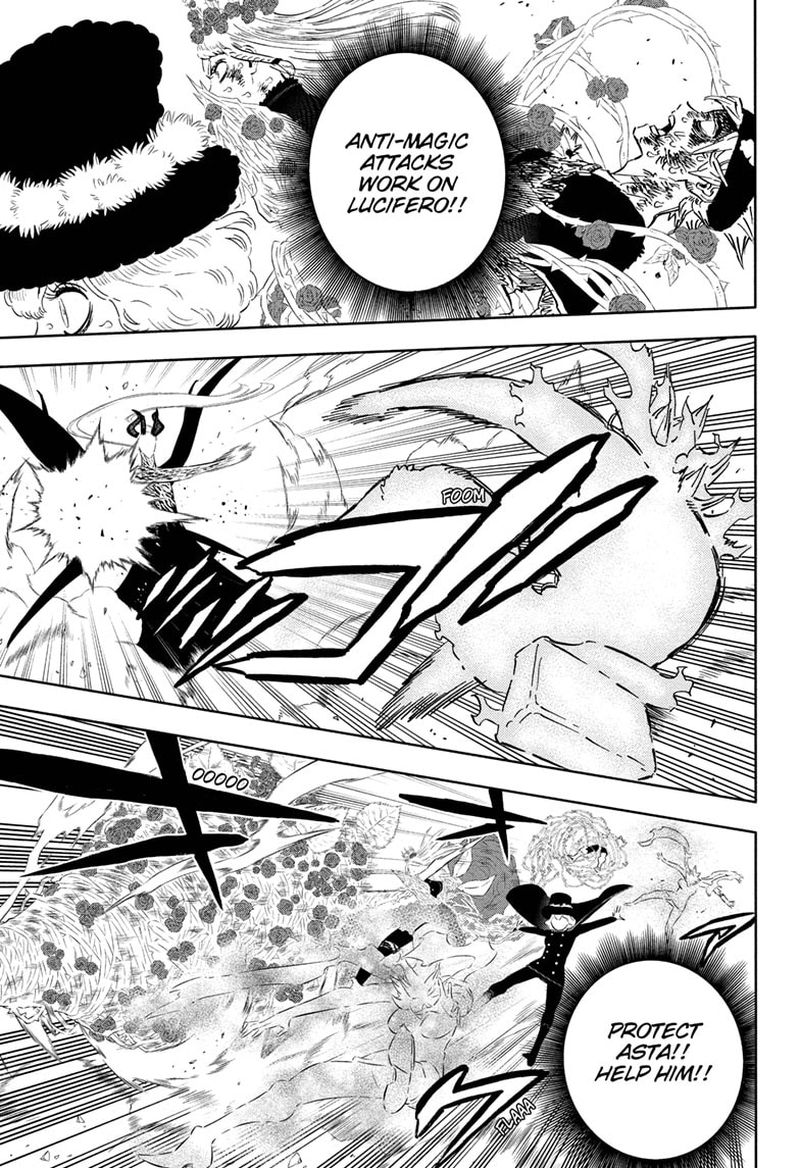 ANTI-MAGIC
ATTACKS
WORK ON
LUCIFERO!!
FOOM
OOOOO
PROTECT
ASTA!!
HELP HIM!!
FLAAA